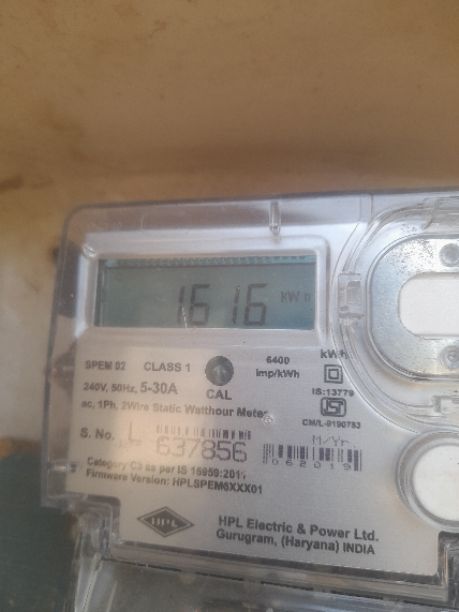 1616 kWh
SPEM 02 CLASS 1 6400 imp/kWh kWh
240V, 50Hz, 5-30A CAL IS:13779
ac, 1Ph, 2Wire Static Watthour Meter CM/L-9190783
S. No. L 637856 M/Yr.
062019
Category C3 as per IS 15959:2011
Firmware Version: HPLSPEM6XXX01
HPL
HPL Electric & Power Ltd.
Gurugram, (Haryana) INDIA